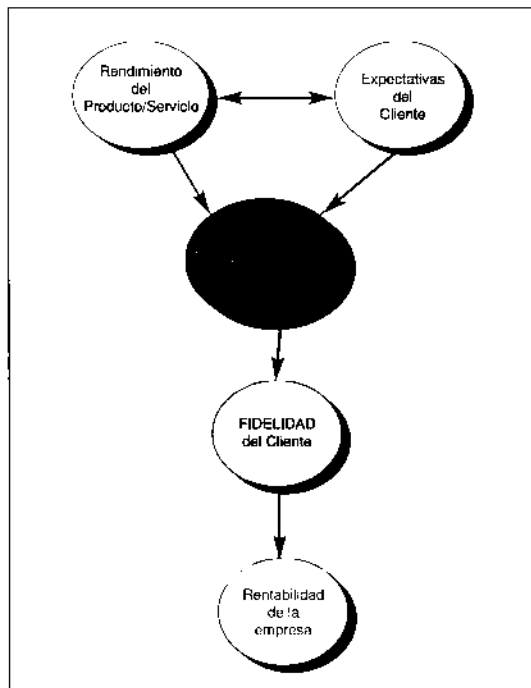 Rendimiento
del
Producto/Servicio
Expectativas
del
Cliente
FIDELIDAD
del Cliente
Rentabilidad
de la
empresa